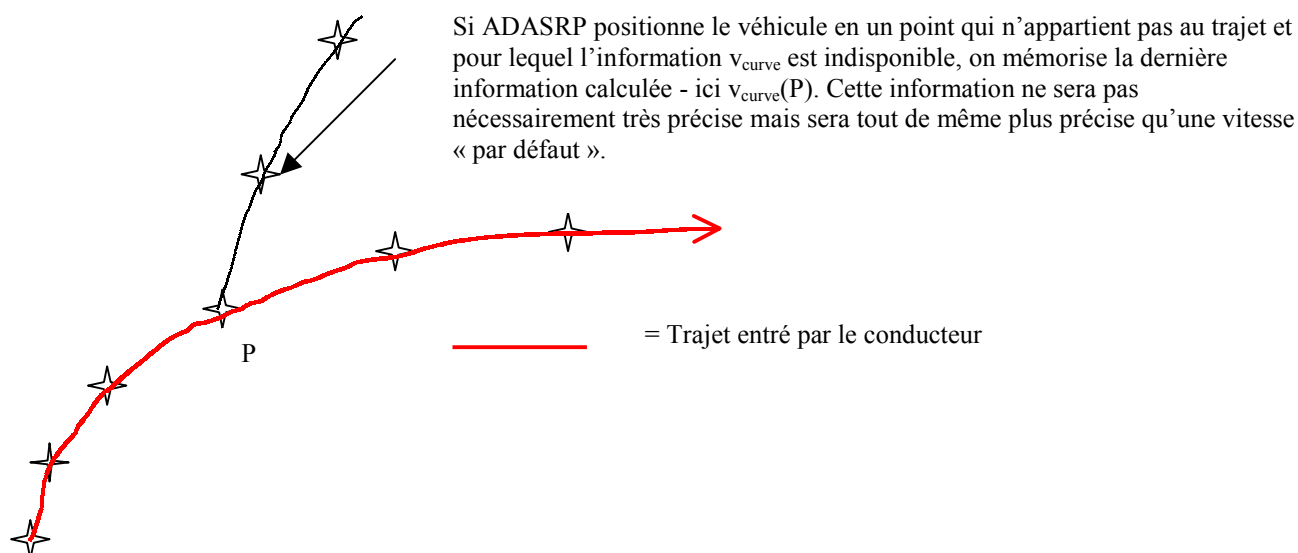 Si ADASRP positionne le véhicule en un point qui n’appartient pas au trajet et
pour lequel l’information vcurve est indisponible, on mémorise la dernière
information calculée - ici vcurve(P). Cette information ne sera pas
nécessairement très précise mais sera tout de même plus précise qu’une vitesse
« par défaut ».
= Trajet entré par le conducteur
P